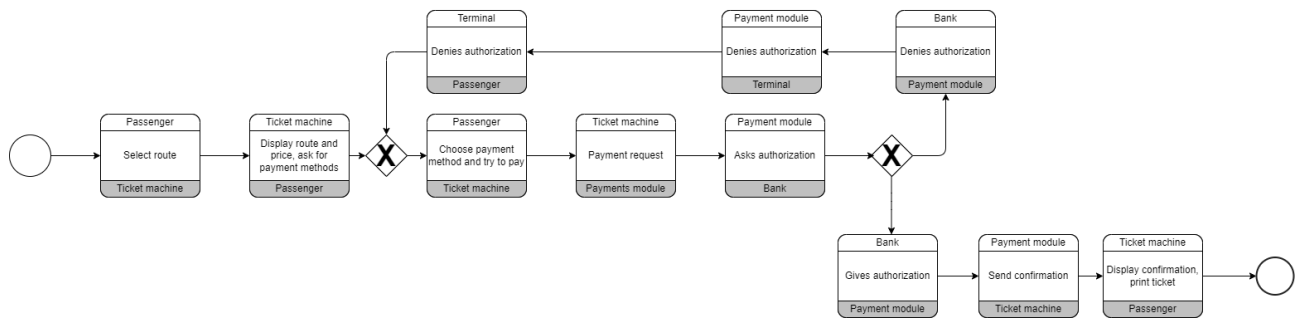 Terminal
Denies authorization
Passenger
Payment module
Denies authorization
Terminal
Bank
Denies authorization
Payment module
Passenger
Select route
Ticket machine
Ticket machine
Display route and
price, ask for
payment methods
Passenger
X
Passenger
Choose payment
method and try to pay
Ticket machine
Ticket machine
Payment request
Payments module
Payment module
Asks authorization
Bank
X
Bank
Gives authorization
Payment module
Payment module
Send confirmation
Ticket machine
Ticket machine
Display confirmation,
print ticket
Passenger